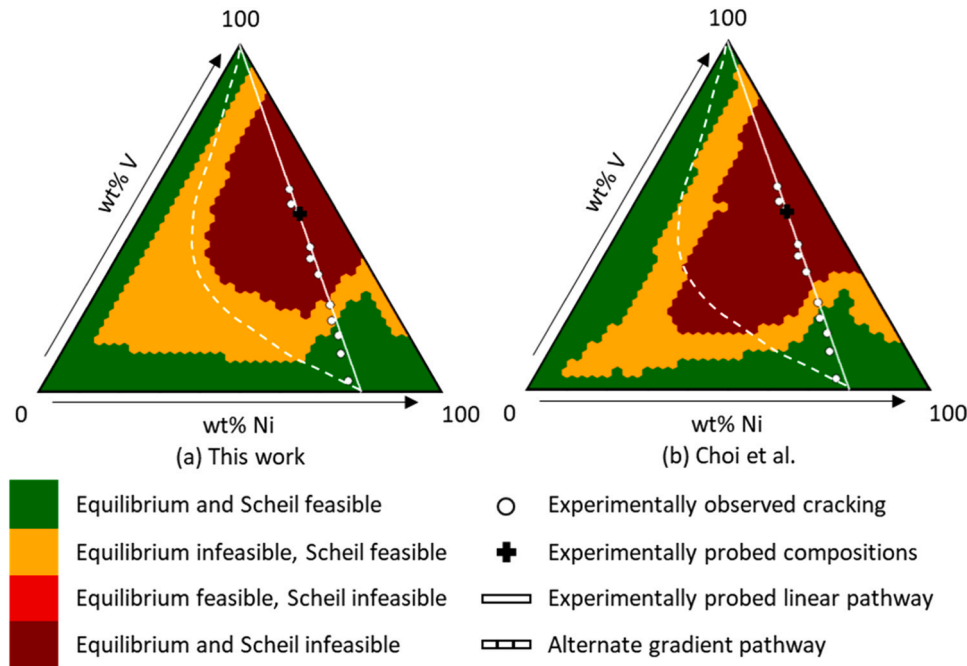 100
100
wt% V
wt% V
0
wt% Ni
100
0
wt% Ni
100
(a) This work
(b) Choi et al.
Equilibrium and Scheil feasible
Equilibrium infeasible, Scheil feasible
Equilibrium feasible, Scheil infeasible
Equilibrium and Scheil infeasible
Experimentally observed cracking
Experimentally probed compositions
Experimentally probed linear pathway
Alternate gradient pathway